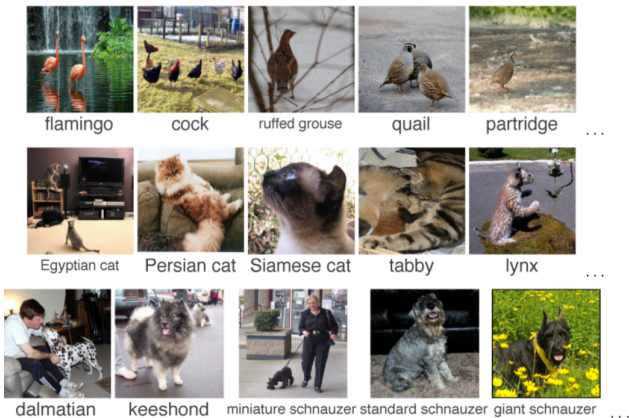 flamingo cock ruffed grouse quail partridge ...
Egyptian cat Persian cat Siamese cat tabby lynx ...
dalmatian keeshond miniature schnauzer standard schnauzer giant schnauzer ...